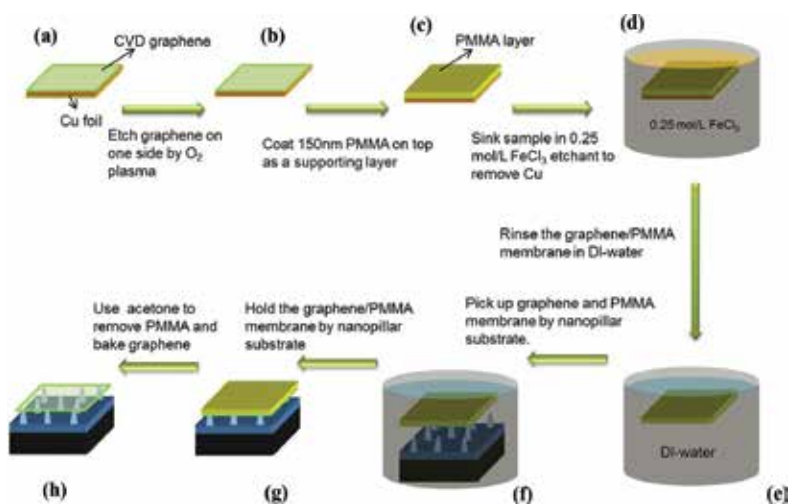 (a)
CVD graphene
Cu foil
Etch graphene on
one side by O₂
plasma
(b)
Coat 150nm PMMA on top
as a supporting layer
(c)
PMMA layer
Sink sample in 0.25
mol/L FeCl₃ etchant to
remove Cu
(d)
0.25 mol/L FeCl₃
Rinse the graphene/PMMA
membrane in DI-water
Pick up graphene and PMMA
membrane by nanopillar
substrate.
Hold the graphene/PMMA
membrane by nanopillar
substrate
Use acetone to
remove PMMA and
bake graphene
DI-water
(h)
(g)
(f)
(e)